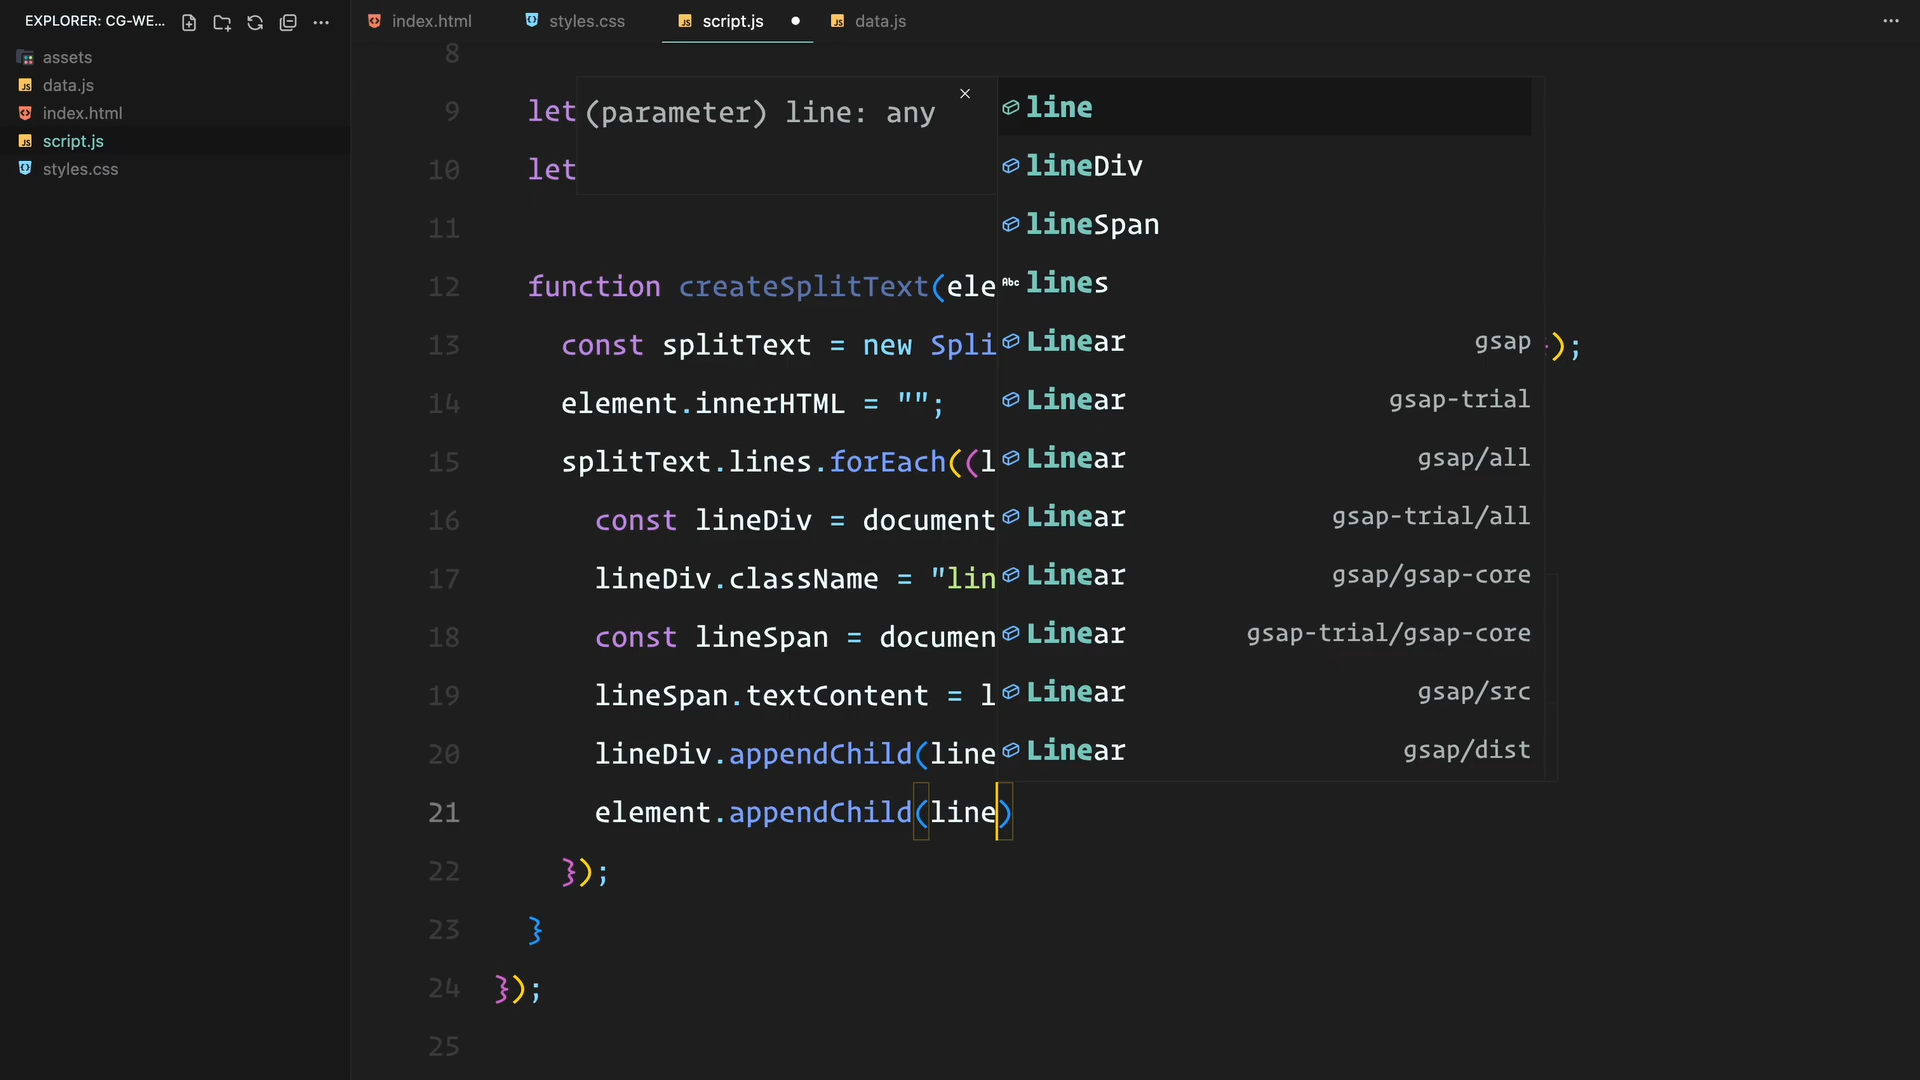 EXPLORER: CG-WE...
assets
data.js
index.html
script.js
styles.css
index.html
styles.css
script.js
data.js
8
9 let
10 let
11
12 function createSplitText(ele
13 const splitText = new Spli );
14 element.innerHTML = "";
15 splitText.lines.forEach((l
16 const lineDiv = document
17 lineDiv.className = "lin
18 const lineSpan = documen
19 lineSpan.textContent = l
20 lineDiv.appendChild(line
21 element.appendChild(line)
22 });
23 }
24 });
25
(parameter) line: any
line
lineDiv
lineSpan
Abc lines
Linear gsap
Linear gsap-trial
Linear gsap/all
Linear gsap-trial/all
Linear gsap/gsap-core
Linear gsap-trial/gsap-core
Linear gsap/src
Linear gsap/dist